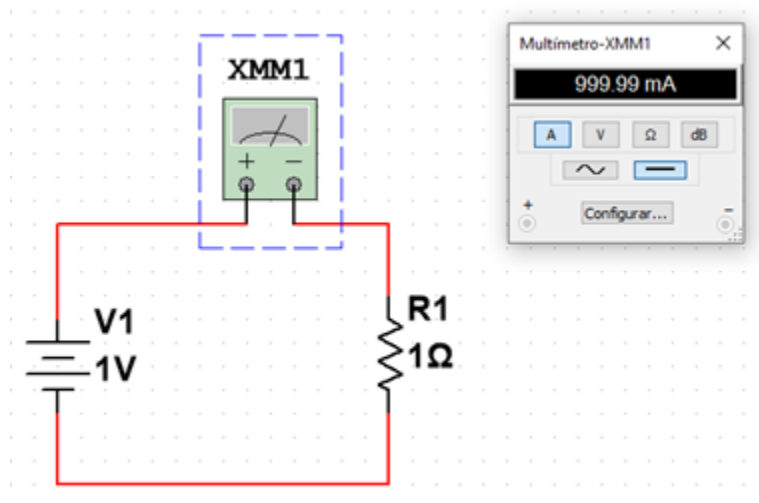 XMM1
+ −
V1
1V
R1
1Ω
Multímetro-XMM1 ×
999.99 mA
A V Ω dB
Configurar...
+ −